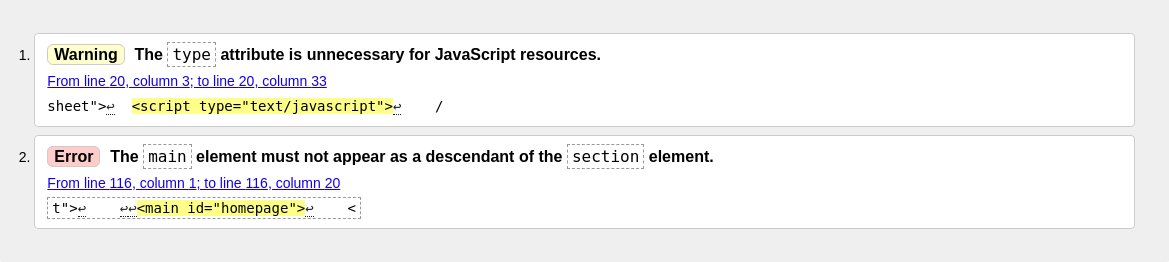 1. Warning The type attribute is unnecessary for JavaScript resources.
From line 20, column 3; to line 20, column 33
sheet">↩  <script type="text/javascript">↩    /
2. Error The main element must not appear as a descendant of the section element.
From line 116, column 1; to line 116, column 20
t">↩    ↩↩<main id="homepage">↩    <